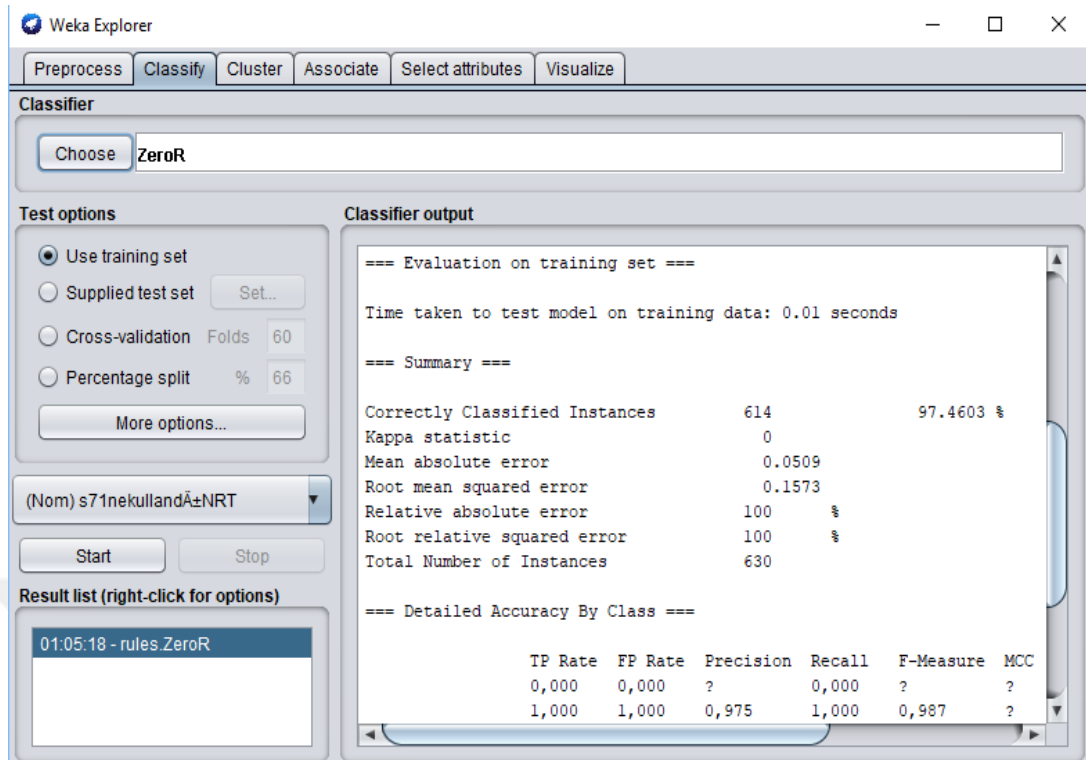 Weka Explorer
Preprocess Classify Cluster Associate Select attributes Visualize
Classifier
Choose ZeroR
Test options
Use training set
Supplied test set Set...
Cross-validation Folds 60
Percentage split % 66
More options...
(Nom) s71nekullandÄ±NRT
Start Stop
Result list (right-click for options)
01:05:18 - rules.ZeroR
Classifier output
=== Evaluation on training set ===
Time taken to test model on training data: 0.01 seconds
=== Summary ===
Correctly Classified Instances 614 97.4603 %
Kappa statistic 0
Mean absolute error 0.0509
Root mean squared error 0.1573
Relative absolute error 100 %
Root relative squared error 100 %
Total Number of Instances 630
=== Detailed Accuracy By Class ===
TP Rate FP Rate Precision Recall F-Measure MCC
0,000 0,000 ? 0,000 ? ?
1,000 1,000 0,975 1,000 0,987 ?